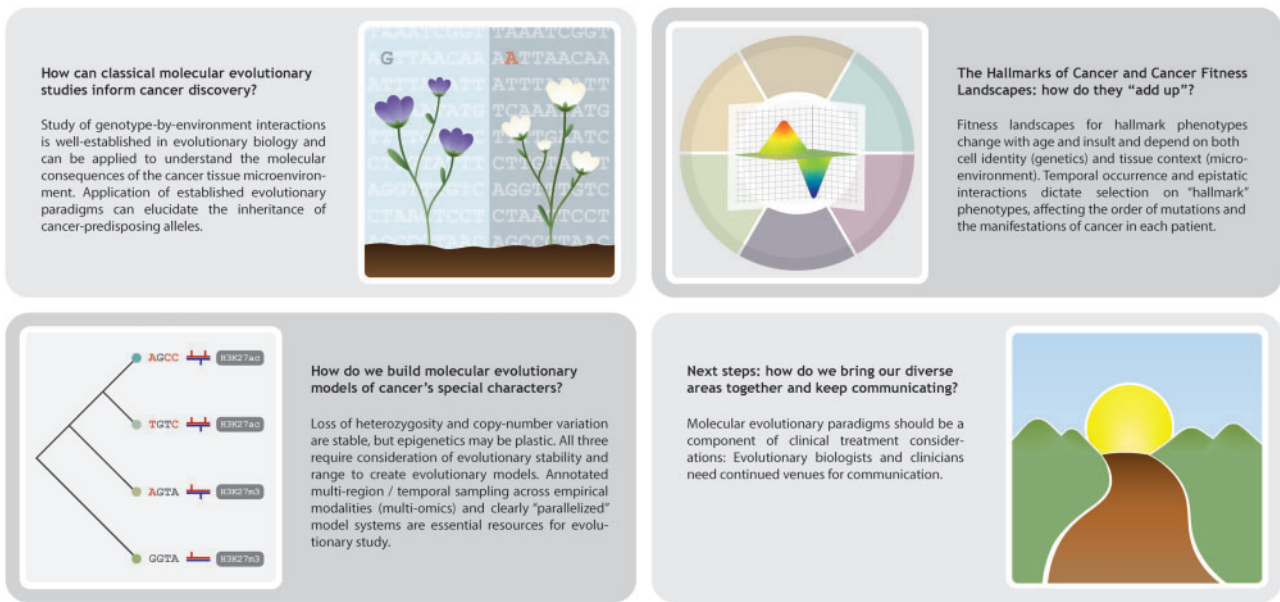 How can classical molecular evolutionary
studies inform cancer discovery?
Study of genotype-by-environment interactions
is well-established in evolutionary biology and
can be applied to understand the molecular
consequences of the cancer tissue microenviron-
ment. Application of established evolutionary
paradigms can elucidate the inheritance of
cancer-predisposing alleles.
TAAATCGGT TAAATCGGT
AGTTAACAA AATTAACAA
The Hallmarks of Cancer and Cancer Fitness
Landscapes: how do they “add up”?
Fitness landscapes for hallmark phenotypes
change with age and insult and depend on both
cell identity (genetics) and tissue context (micro-
environment). Temporal occurrence and epistatic
interactions dictate selection on “hallmark”
phenotypes, affecting the order of mutations and
the manifestations of cancer in each patient.
AGCC H3K27ac
TGTC H3K27ac
AGTA H3K27m3
GGTA H3K27m3
How do we build molecular evolutionary
models of cancer’s special characters?
Loss of heterozygosity and copy-number variation
are stable, but epigenetics may be plastic. All three
require consideration of evolutionary stability and
range to create evolutionary models. Annotated
multi-region / temporal sampling across empirical
modalities (multi-omics) and clearly “parallelized”
model systems are essential resources for evolu-
tionary study.
Next steps: how do we bring our diverse
areas together and keep communicating?
Molecular evolutionary paradigms should be a
component of clinical treatment consider-
ations: Evolutionary biologists and clinicians
need continued venues for communication.